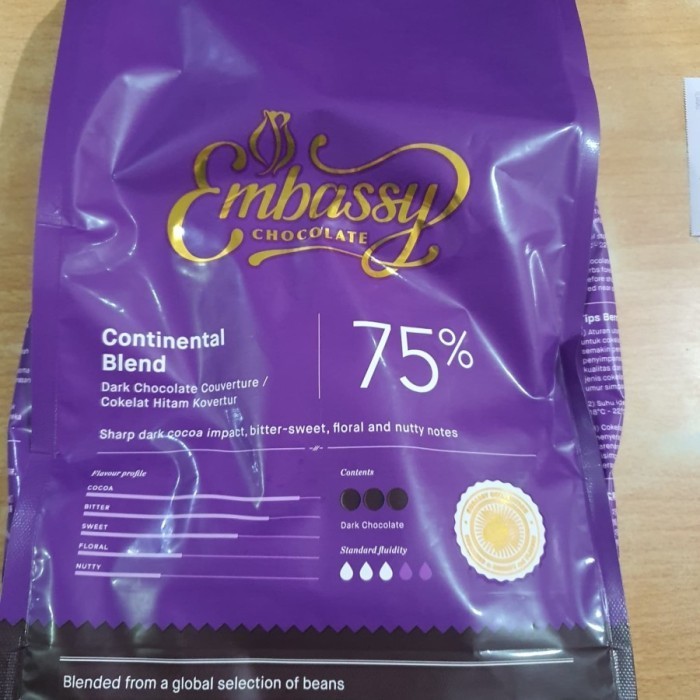 Embassy
CHOCOLATE
Continental
Blend
75%
Dark Chocolate Couverture /
Cokelat Hitam Kovertur
Sharp dark cocoa impact, bitter-sweet, floral and nutty notes
Flavour profile
COCOA
BITTER
SWEET
FLORAL
NUTTY
Contents
Dark Chocolate
Standard fluidity
Blended from a global selection of beans